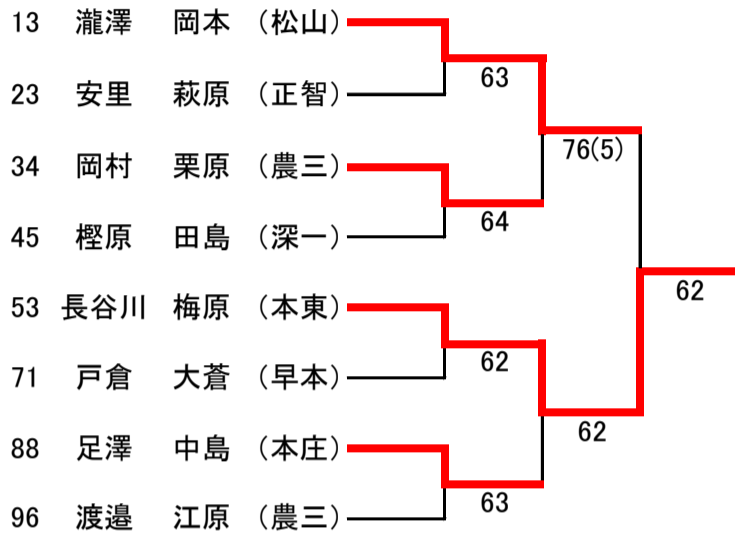 13 瀧澤 岡本 (松山)
63
23 安里 萩原 (正智)
76(5)
34 岡村 栗原 (農三)
64
45 樫原 田島 (深一)
62
53 長谷川 梅原 (本東)
62
71 戸倉 大蒼 (早本)
62
88 足澤 中島 (本庄)
63
96 渡邉 江原 (農三)